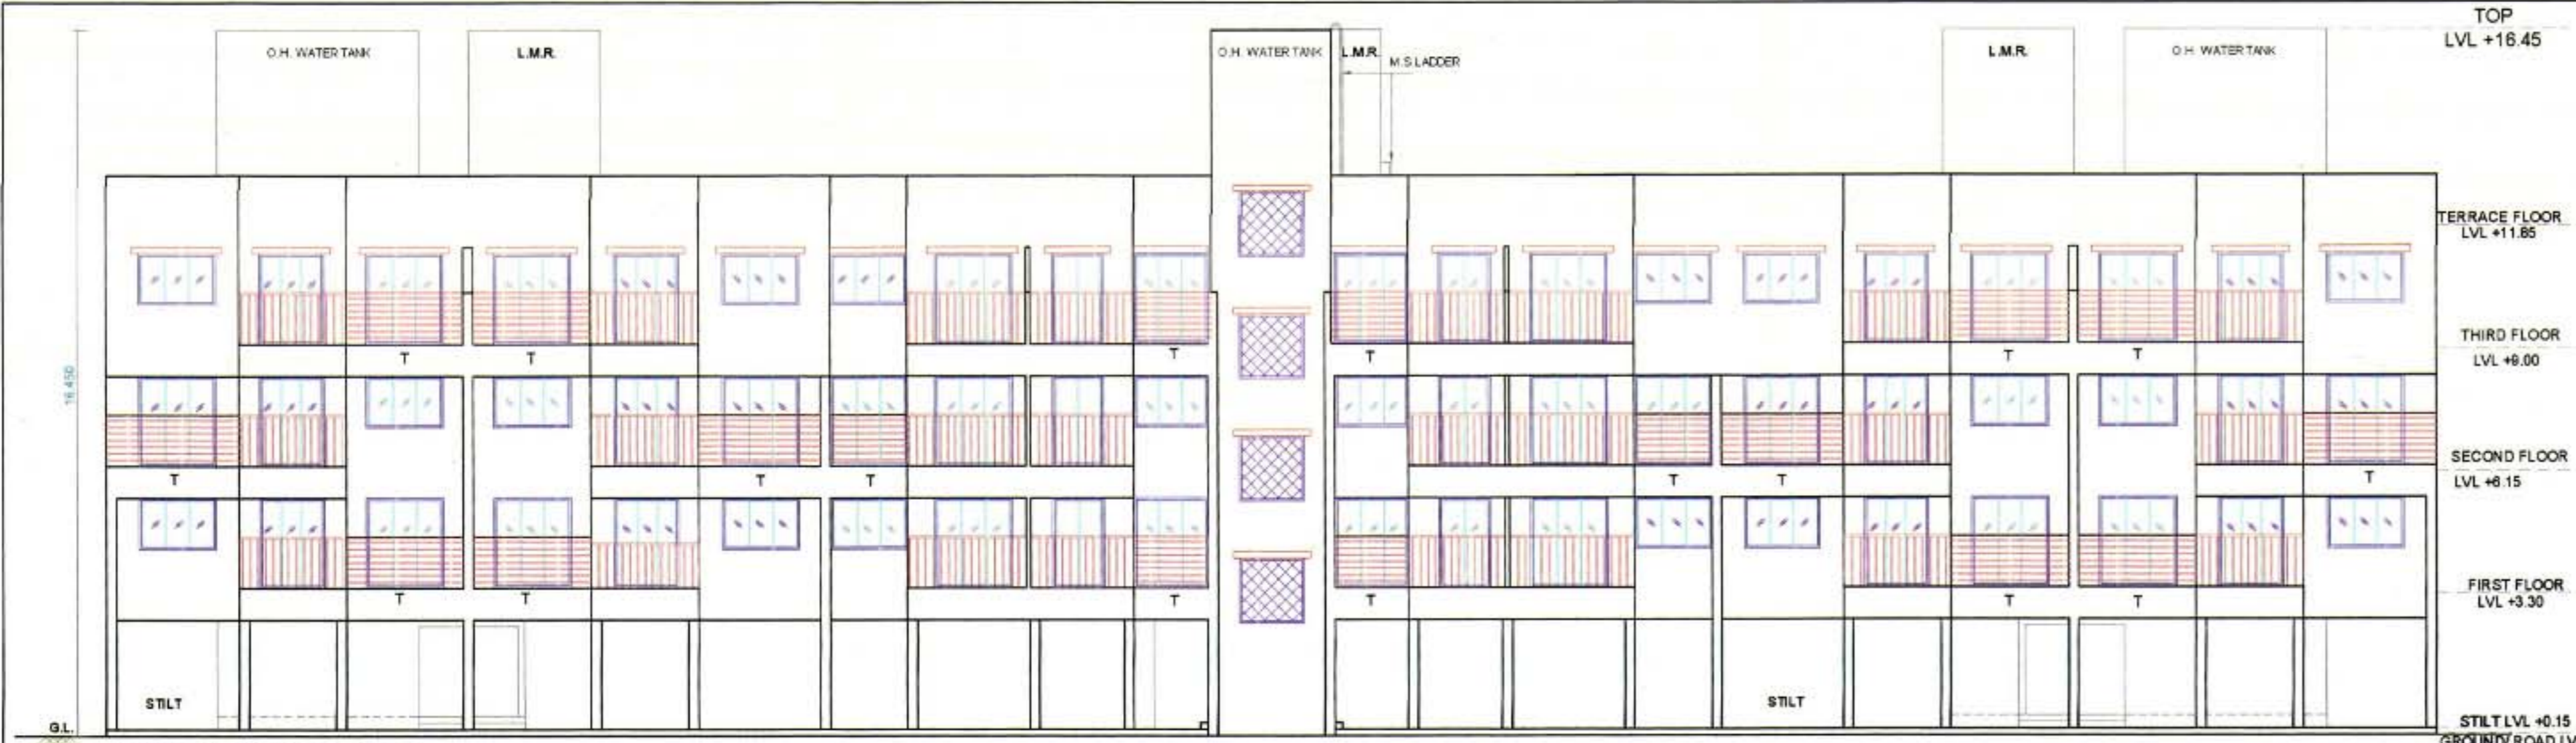 TOP
LVL +16.45
O.H. WATER TANK
L.M.R.
O.H. WATER TANK
L.M.R.
M.S.LADDER
L.M.R.
O.H. WATER TANK
TERRACE FLOOR
LVL +11.85
THIRD FLOOR
LVL +9.00
T
T
T
T
T
T
16.450
SECOND FLOOR
LVL +6.15
T
T
T
T
T
T
FIRST FLOOR
LVL +3.30
T
T
T
T
T
T
STILT
STILT
STILT LVL +0.15
G.L.
GROUND/ROAD